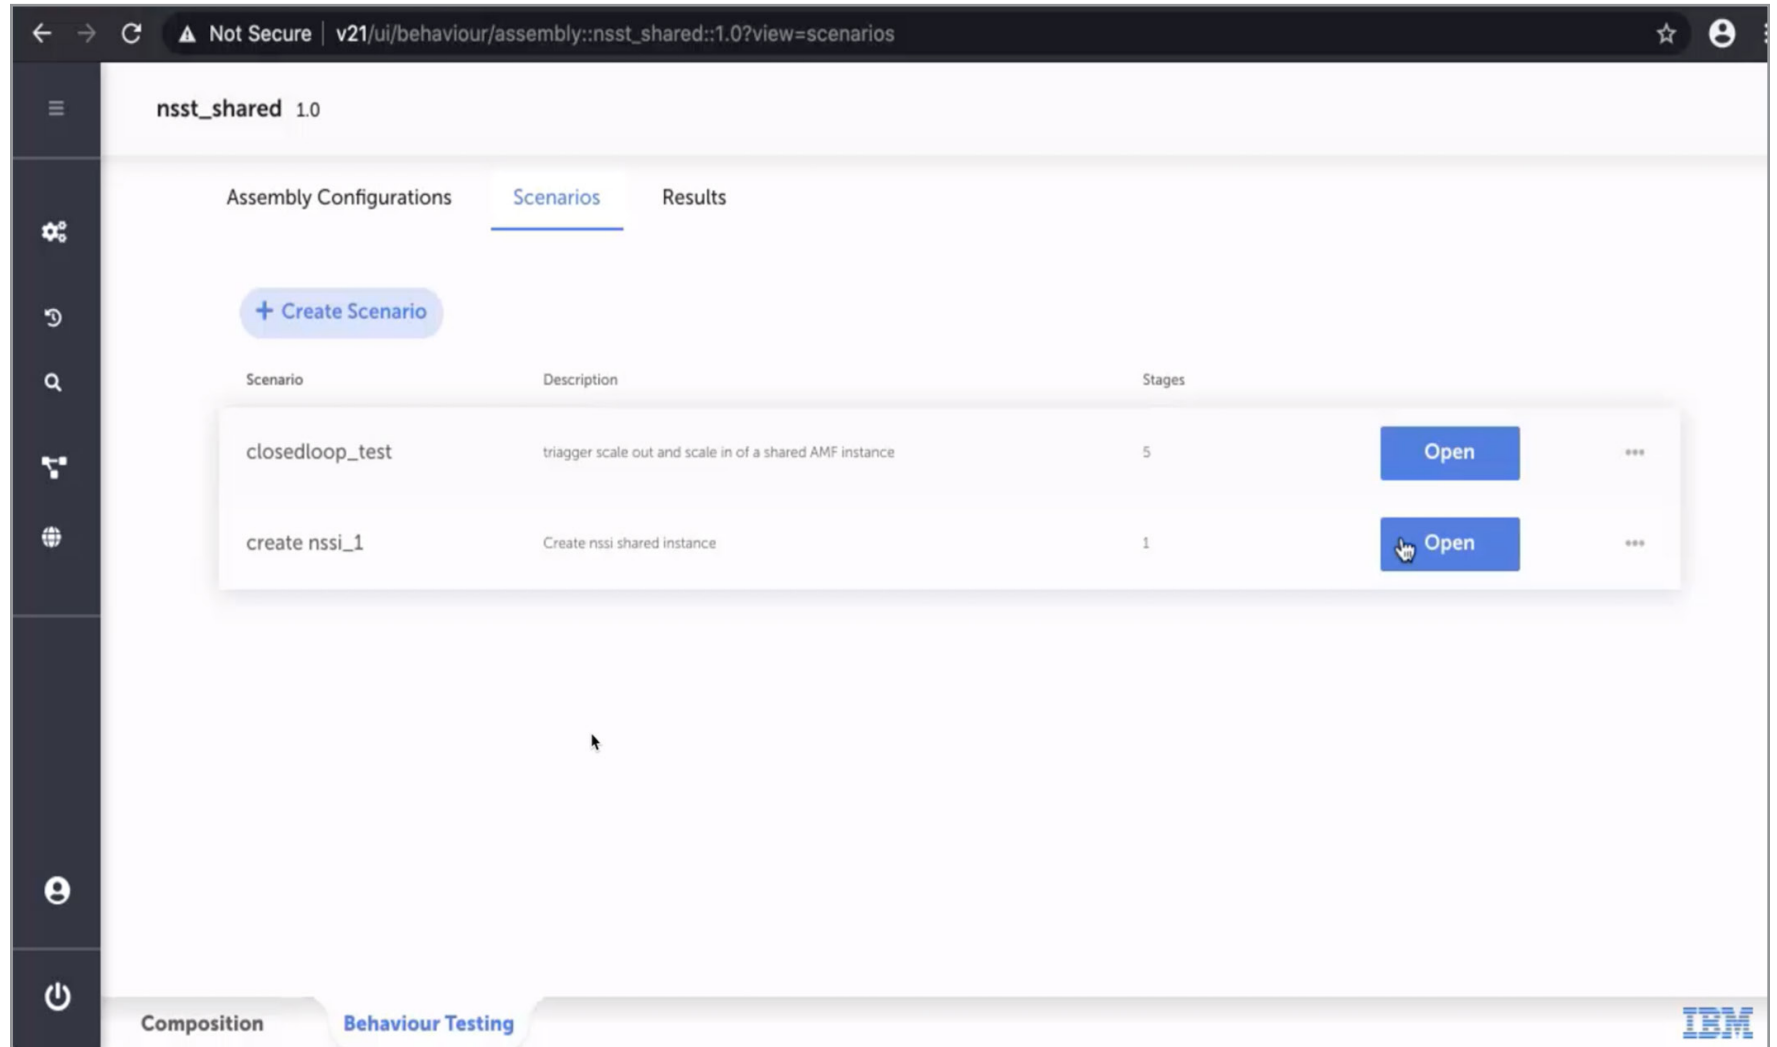 Not Secure | v21/ui/behaviour/assembly::nsst_shared::1.0?view=scenarios
nsst_shared 1.0
Assembly Configurations Scenarios Results
+ Create Scenario
Scenario Description Stages
closedloop_test triagger scale out and scale in of a shared AMF instance 5 Open
create nssi_1 Create nssi shared instance 1 Open
Composition Behaviour Testing IBM